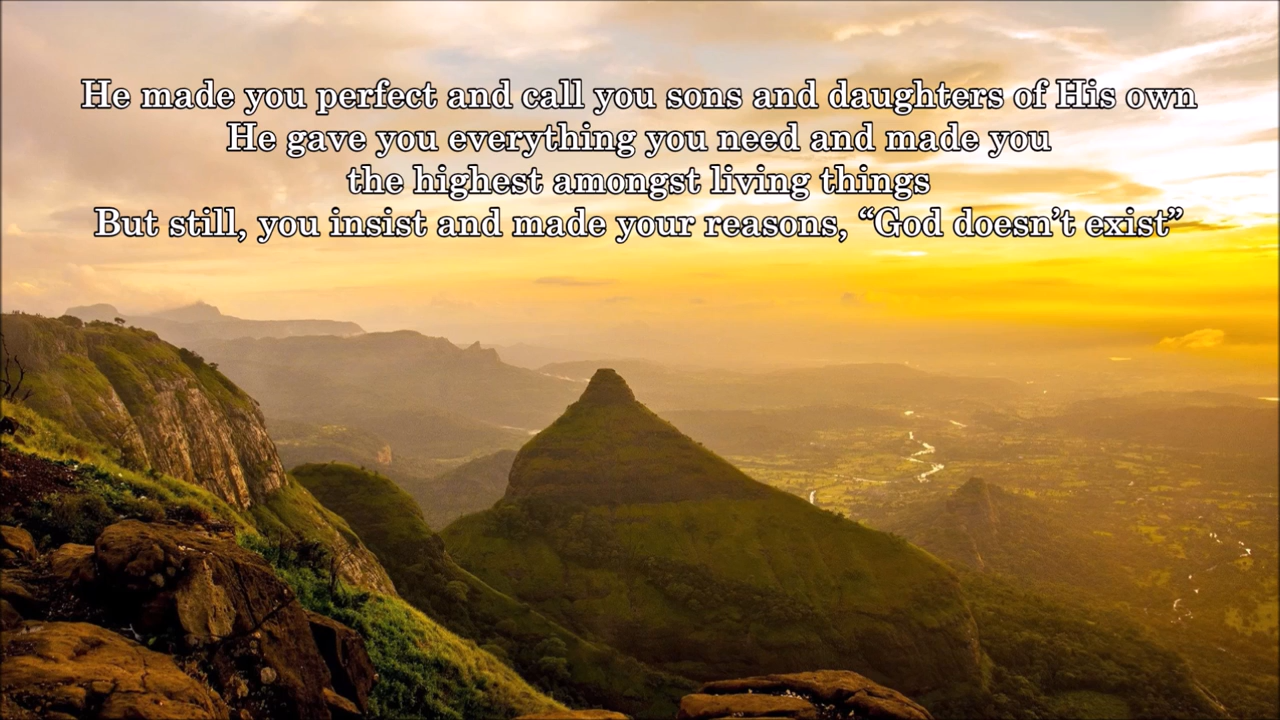 He made you perfect and call you sons and daughters of His own
He gave you everything you need and made you
the highest amongst living things
But still, you insist and made your reasons, “God doesn’t exist”